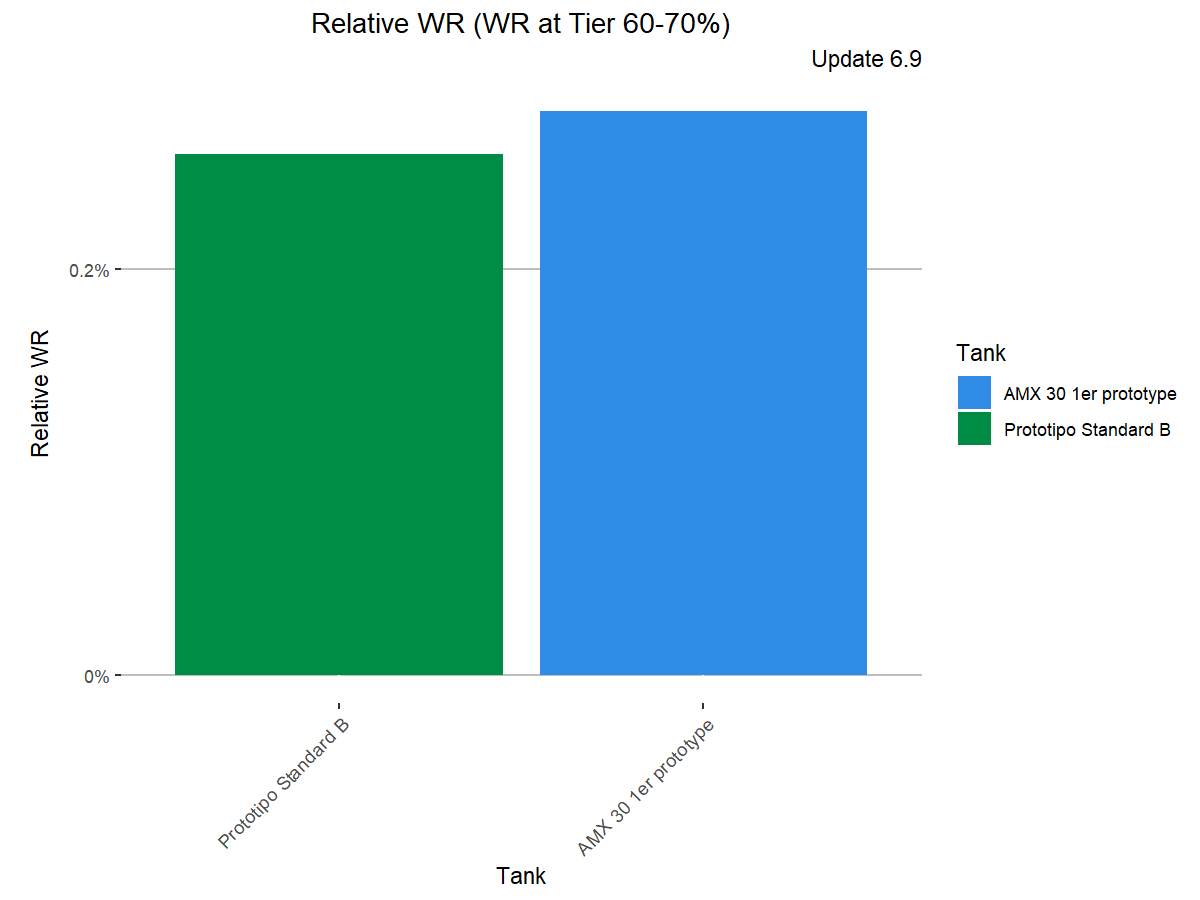 Relative WR (WR at Tier 60-70%)
Update 6.9
Relative WR
0.2%
0%
Prototipo Standard B
AMX 30 1er prototype
Tank
Tank
AMX 30 1er prototype
Prototipo Standard B